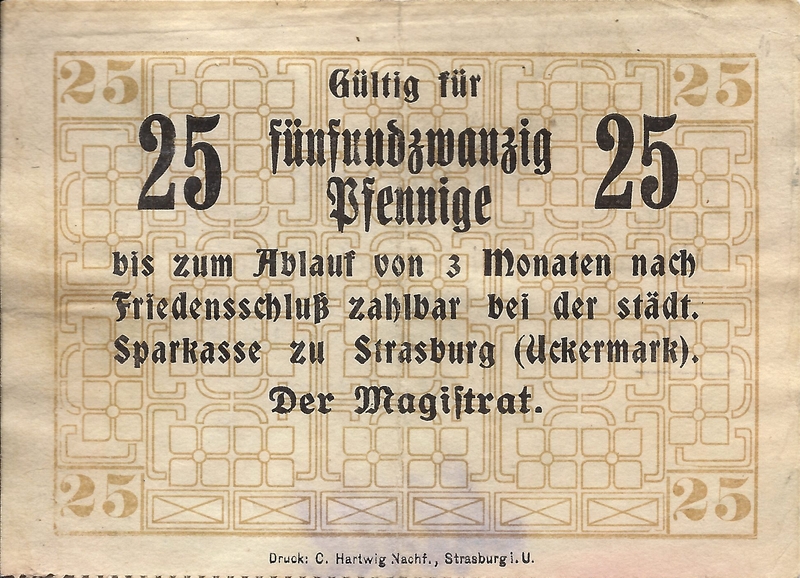 25 25
Gültig für
25 fünfundzwanzig 25
Pfennige
bis zum Ablauf von 3 Monaten nach
Friedensschluß zahlbar bei der städt.
Sparkasse zu Strasburg (Uckermark).
Der Magiſtrat.
25 25
Druck: C. Hartwig Nachf., Strasburg i. U.